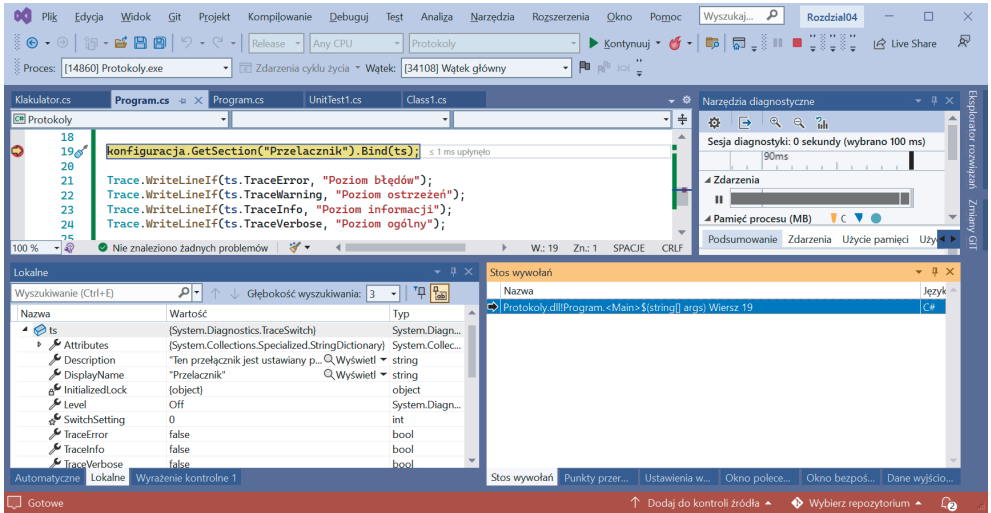 Plik Edycja Widok Git Projekt Kompilowanie Debuguj Test Analiza Narzędzia Rozszerzenia Okno Pomoc Wyszukaj... Rozdzial04
Release Any CPU Protokoly Kontynuuj Live Share
Proces: [14860] Protokoly.exe Zdarzenia cyklu życia Wątek: [34108] Wątek główny
Klakulator.cs Program.cs Program.cs UnitTest1.cs Class1.cs
Protokoly
18
19 konfiguracja.GetSection("Przelacznik").Bind(ts); ≤ 1 ms upłynęło
20
21 Trace.WriteLineIf(ts.TraceError, "Poziom błędów");
22 Trace.WriteLineIf(ts.TraceWarning, "Poziom ostrzeżeń");
23 Trace.WriteLineIf(ts.TraceInfo, "Poziom informacji");
24 Trace.WriteLineIf(ts.TraceVerbose, "Poziom ogólny");
25
100 % Nie znaleziono żadnych problemów W.: 19 Zn.: 1 SPACJE CRLF
Narzędzia diagnostyczne
Sesja diagnostyki: 0 sekundy (wybrano 100 ms)
90ms
Zdarzenia
Pamięć procesu (MB) C
Podsumowanie Zdarzenia Użycie pamięci Uży
Eksplorator rozwiązań Zmiany GIT
Lokalne
Wyszukiwanie (Ctrl+E) Głębokość wyszukiwania: 3
Nazwa Wartość Typ
ts {System.Diagnostics.TraceSwitch} System.Diagn...
Attributes {System.Collections.Specialized.StringDictionary} System.Collec...
Description "Ten przełącznik jest ustawiany p... Wyświetl string
DisplayName "Przelacznik" Wyświetl string
InitializedLock {object} object
Level Off System.Diagn...
SwitchSetting 0 int
TraceError false bool
TraceInfo false bool
TraceVerbose false bool
Automatyczne Lokalne Wyrażenie kontrolne 1
Stos wywołań
Nazwa Język
Protokoly.dll!Program.<Main>$(string[] args) Wiersz 19 C#
Stos wywołań Punkty przer... Ustawienia w... Okno polece... Okno bezpoś... Dane wyjścio...
Gotowe Dodaj do kontroli źródła Wybierz repozytorium 2